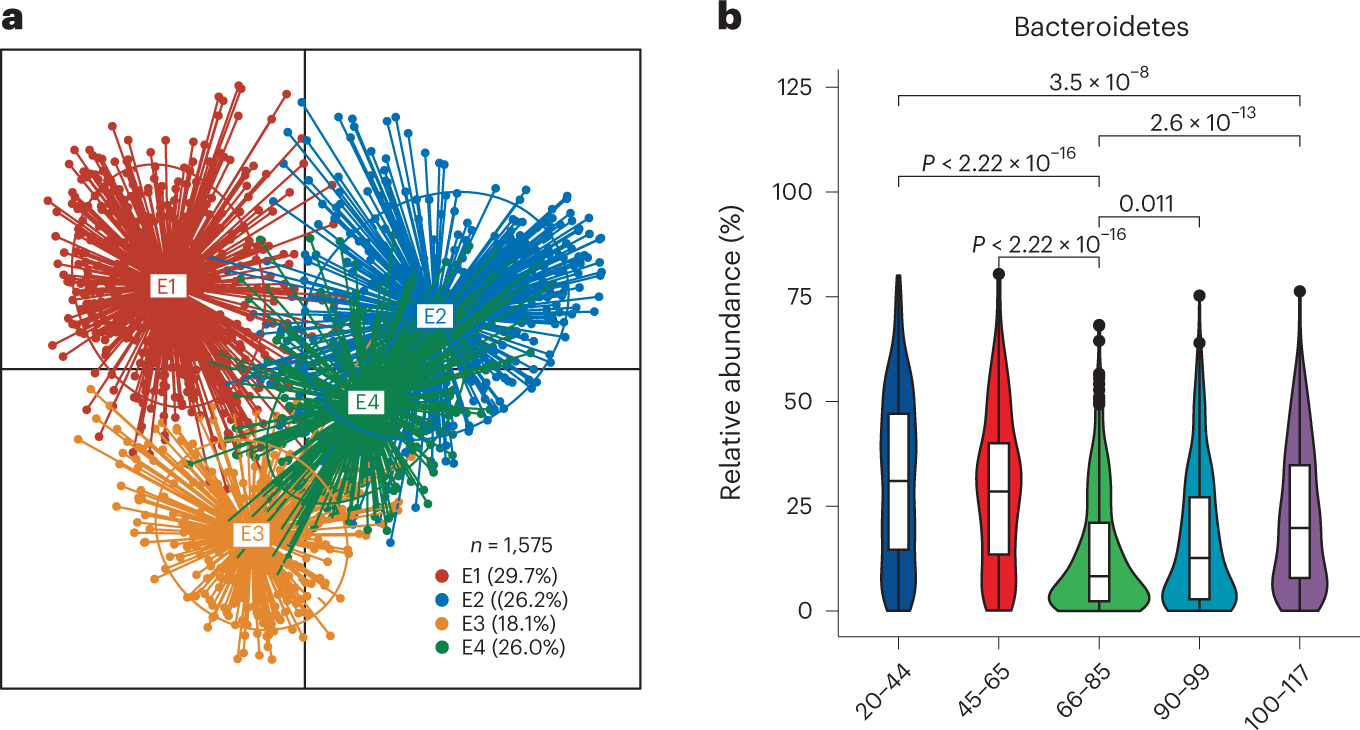 a
E1
E2
E4
E3
n = 1,575
E1 (29.7%)
E2 ((26.2%)
E3 (18.1%)
E4 (26.0%)
b
Bacteroidetes
Relative abundance (%)
125
100
75
50
25
0
3.5 × 10⁻⁸
2.6 × 10⁻¹³
P < 2.22 × 10⁻¹⁶
0.011
P < 2.22 × 10⁻¹⁶
20–44
45–65
66–85
90–99
100–117